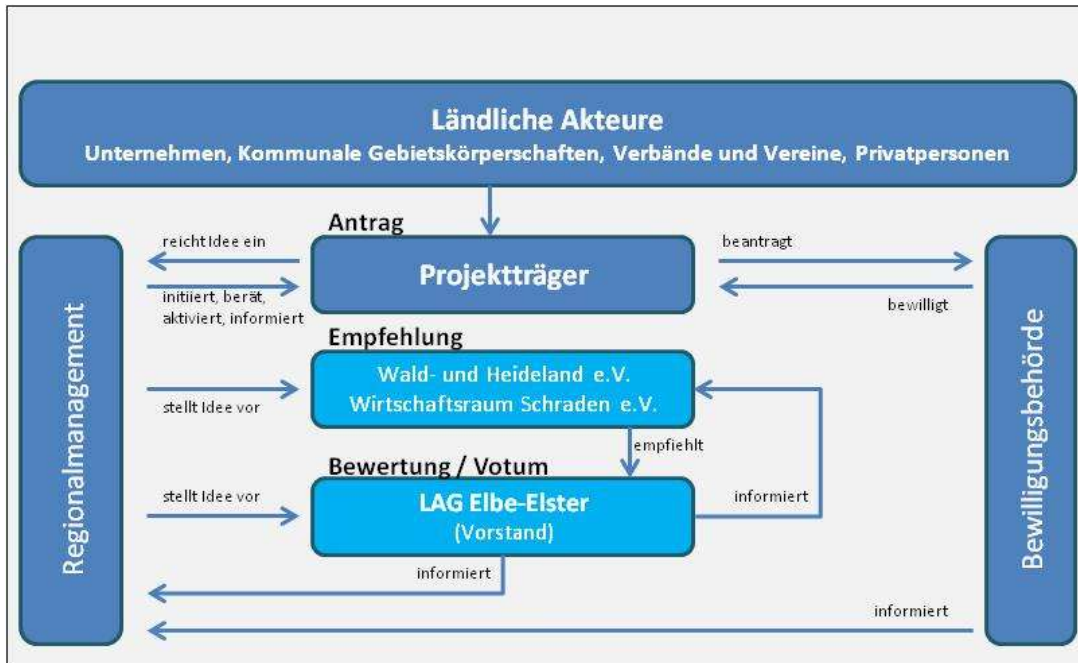 Ländliche Akteure
Unternehmen, Kommunale Gebietskörperschaften, Verbände und Vereine, Privatpersonen
Antrag
reicht Idee ein
Projektträger
beantragt
initiiert, berät,
aktiviert, informiert
bewilligt
Regionalmanagement
Bewilligungsbehörde
Empfehlung
Wald- und Heideland e.V.
Wirtschaftsraum Schraden e.V.
stellt Idee vor
empfiehlt
Bewertung / Votum
stellt Idee vor
LAG Elbe-Elster
(Vorstand)
informiert
informiert
informiert